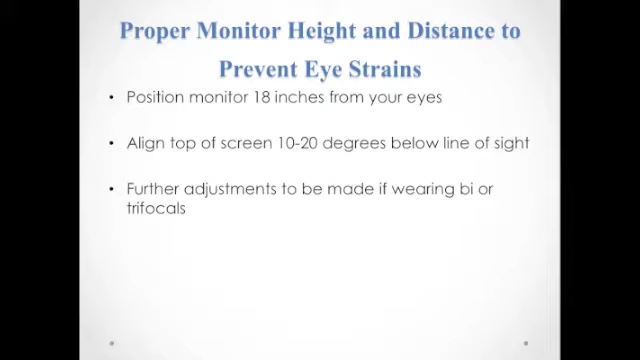 Proper Monitor Height and Distance to
Prevent Eye Strains
• Position monitor 18 inches from your eyes
• Align top of screen 10-20 degrees below line of sight
• Further adjustments to be made if wearing bi or
trifocals